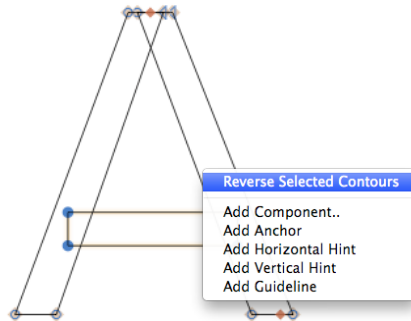 Reverse Selected Contours
Add Component..
Add Anchor
Add Horizontal Hint
Add Vertical Hint
Add Guideline